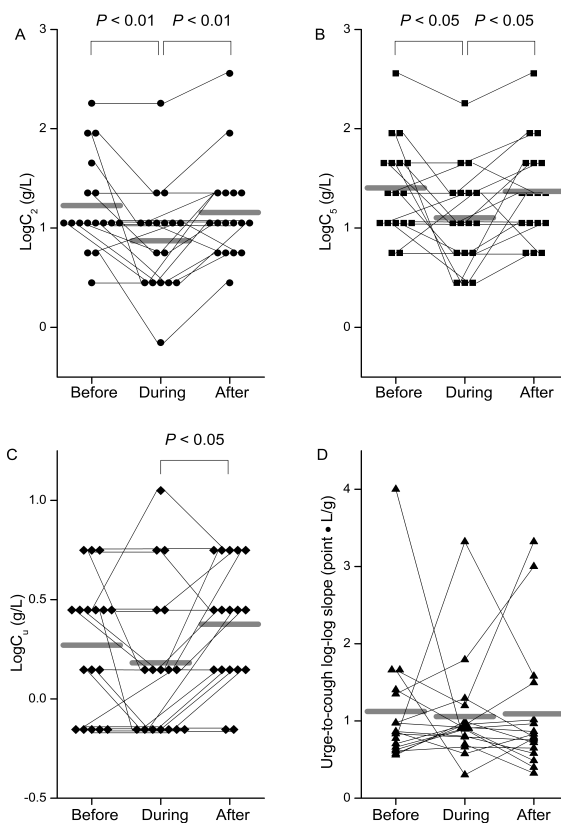 P < 0.01 P < 0.01
A
3
2
1
0
LogC2 (g/L)
Before During After
P < 0.05 P < 0.05
B
3
2
1
0
LogC5 (g/L)
Before During After
P < 0.05
C
1.0
0.5
0.0
-0.5
LogCu (g/L)
Before During After
D
4
3
2
1
0
Urge-to-cough log-log slope (point • L/g)
Before During After